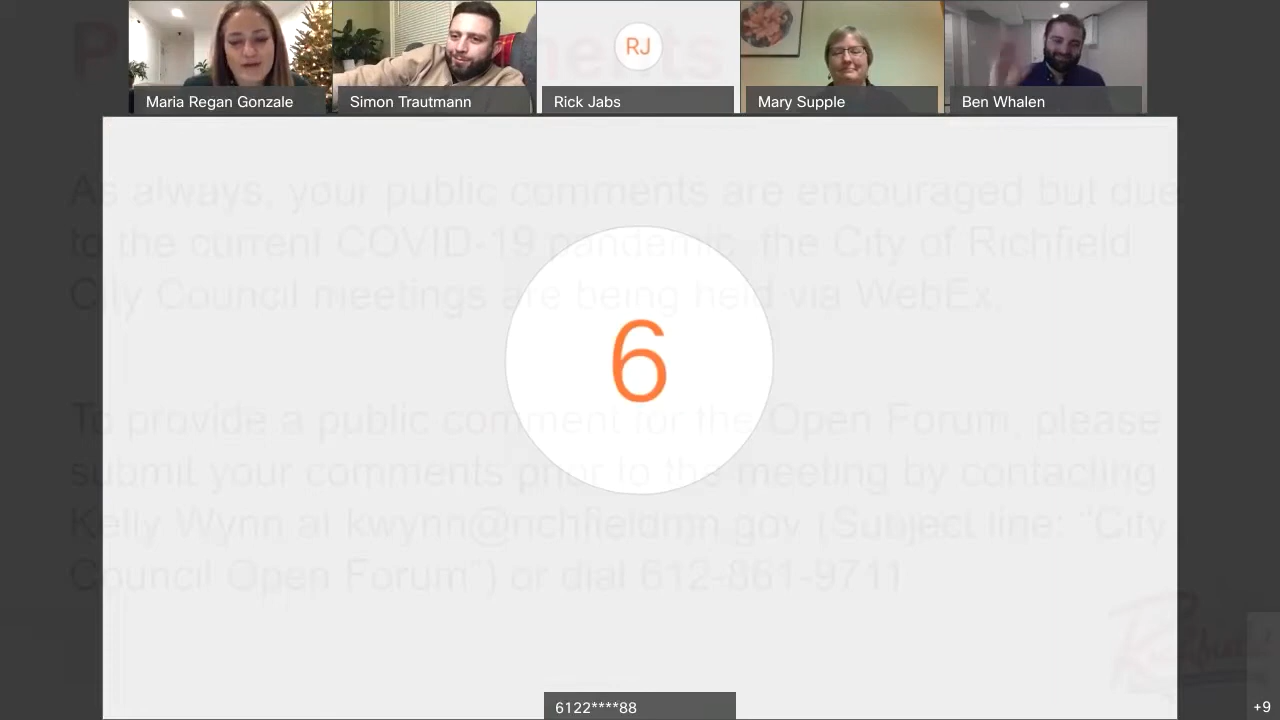 Public Comments
RJ
Maria Regan Gonzale
Simon Trautmann
Rick Jabs
Mary Supple
Ben Whalen
As always, your public comments are encouraged but due
to the current COVID-19 pandemic, the City of Richfield
City Council meetings are being held via WebEx.
6
To provide a public comment for the Open Forum, please
submit your comments prior to the meeting by contacting
Kelly Wynn at kwynn@richfieldmn.gov (Subject line: "City
Council Open Forum") or dial 612-861-9711
Richfield
6122****88
+9